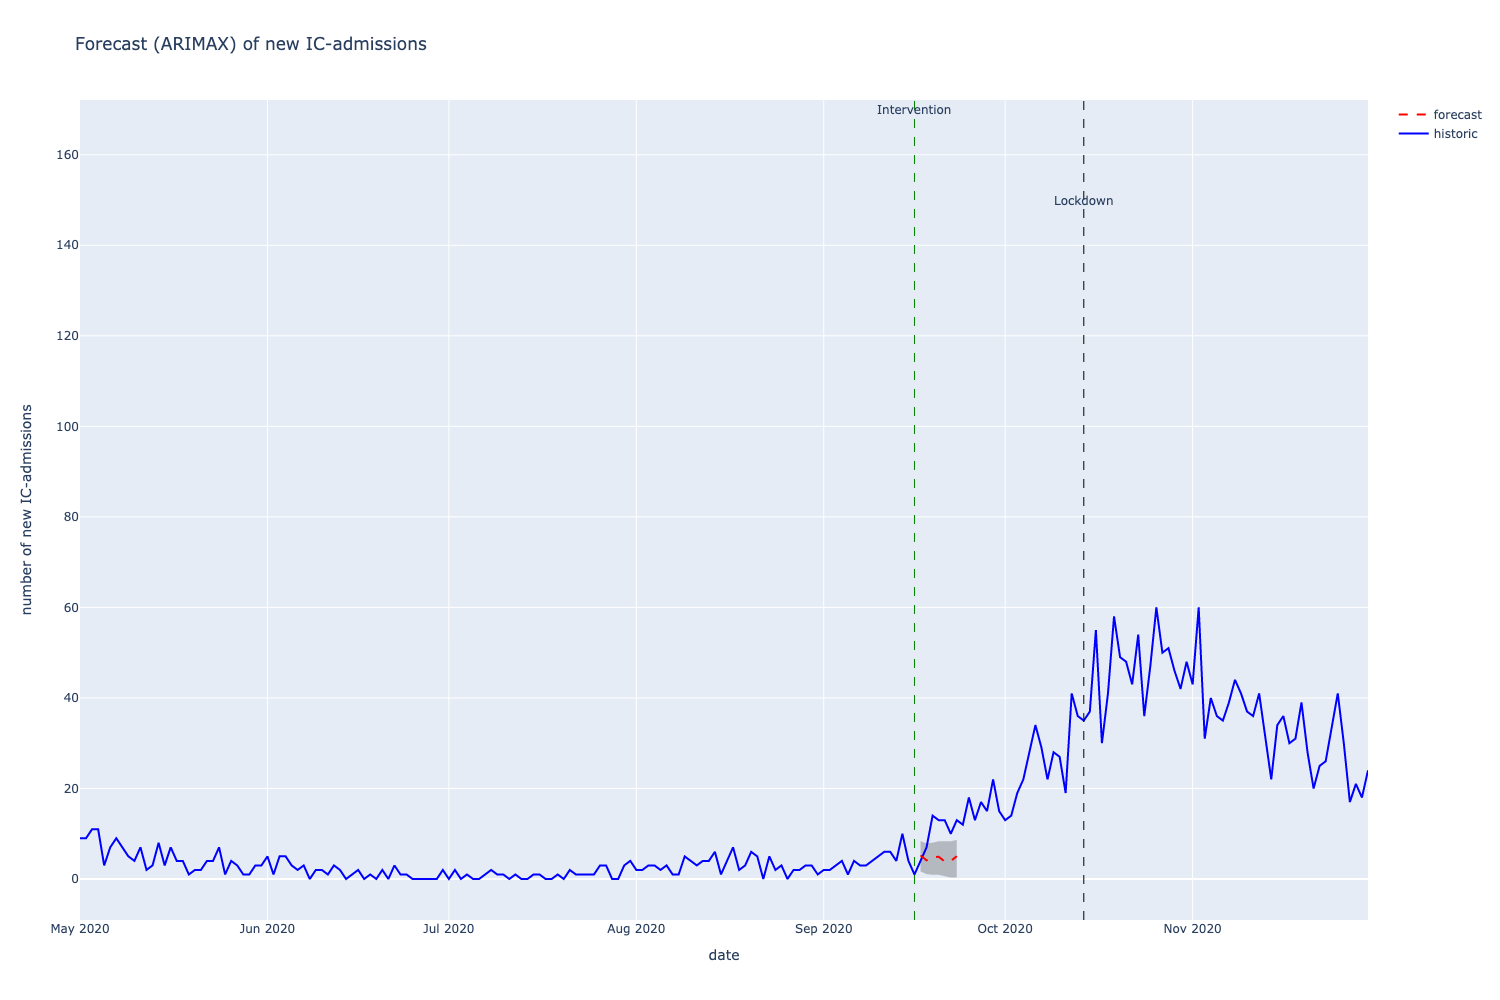 Forecast (ARIMAX) of new IC-admissions
Intervention
Lockdown
forecast
historic
number of new IC-admissions
160
140
120
100
80
60
40
20
0
May 2020
Jun 2020
Jul 2020
Aug 2020
Sep 2020
Oct 2020
Nov 2020
date